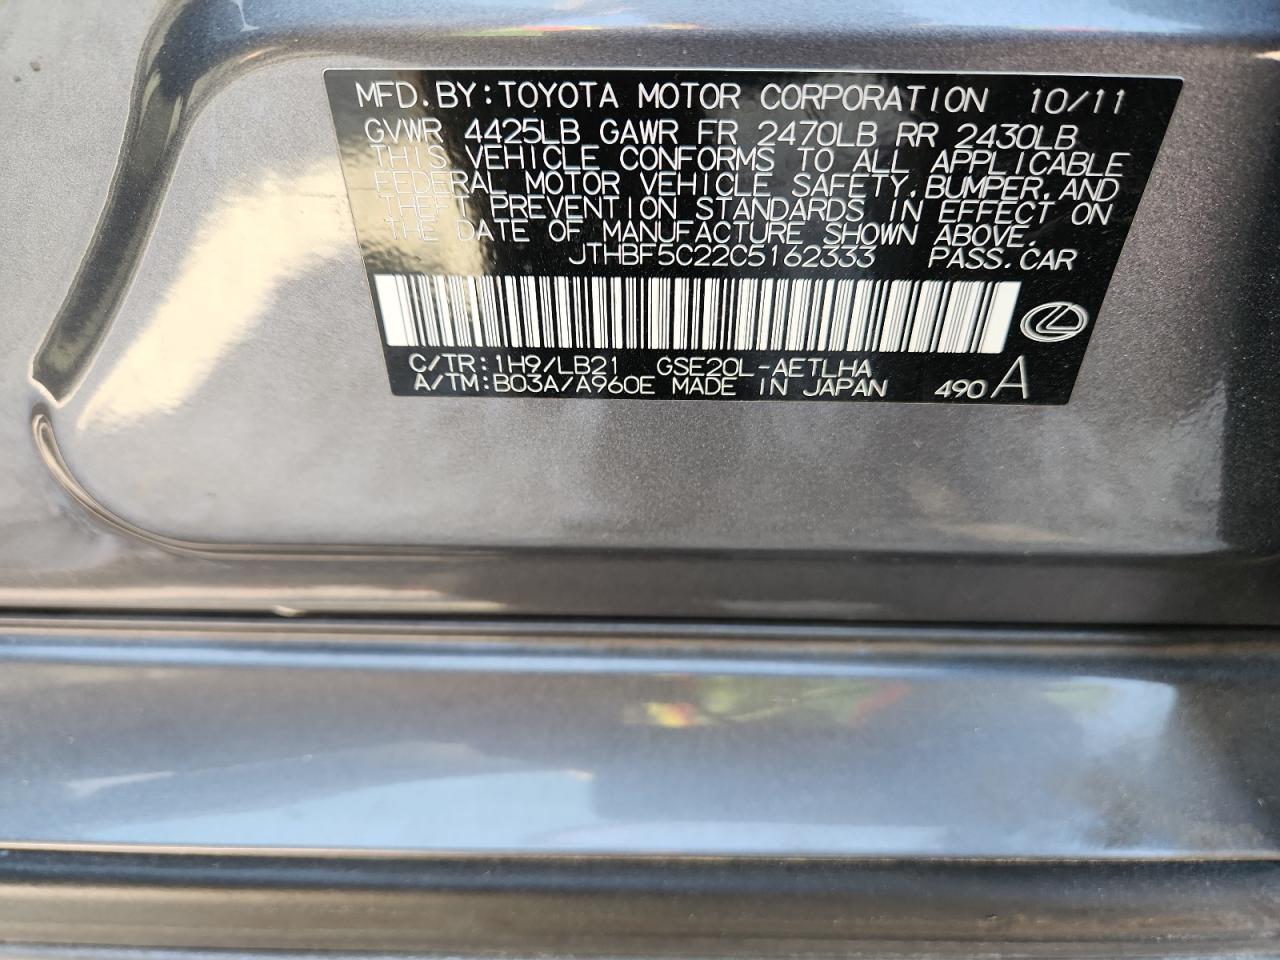 MFD.BY:TOYOTA MOTOR CORPORATION 10/11
GVWR 4425LB GAWR FR 2470LB RR 2430LB
THIS VEHICLE CONFORMS TO ALL APPLICABLE
FEDERAL MOTOR VEHICLE SAFETY,BUMPER,AND
THEFT PREVENTION STANDARDS IN EFFECT ON
THE DATE OF MANUFACTURE SHOWN ABOVE.
JTHBF5C22C5162333 PASS.CAR
C/TR:1H9/LB21 GSE20L-AETLHA
A/TM:B03A/A960E MADE IN JAPAN 490 A